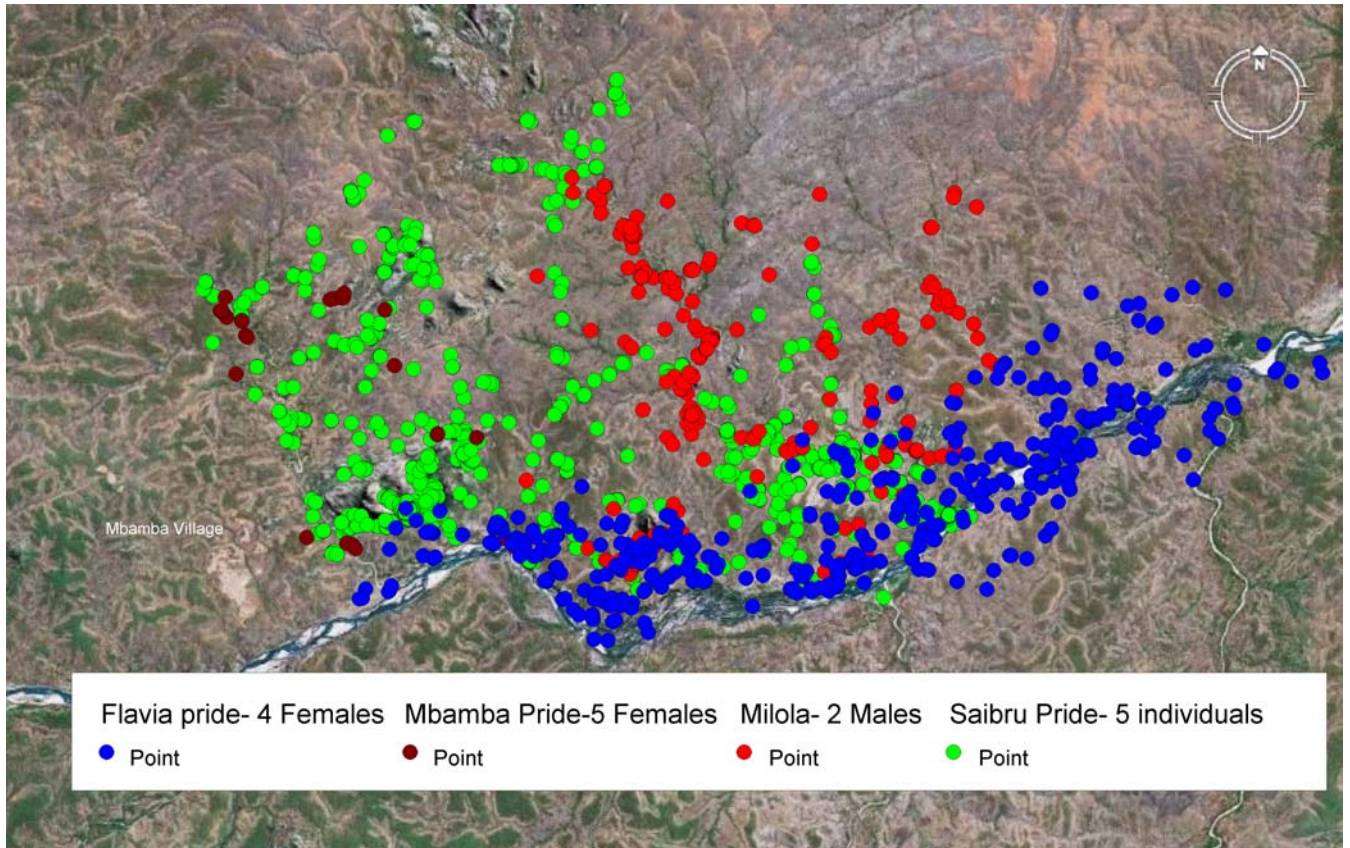 N
Mbamba Village
Flavia pride- 4 Females Mbamba Pride-5 Females Milola- 2 Males Saibru Pride- 5 individuals
Point Point Point Point